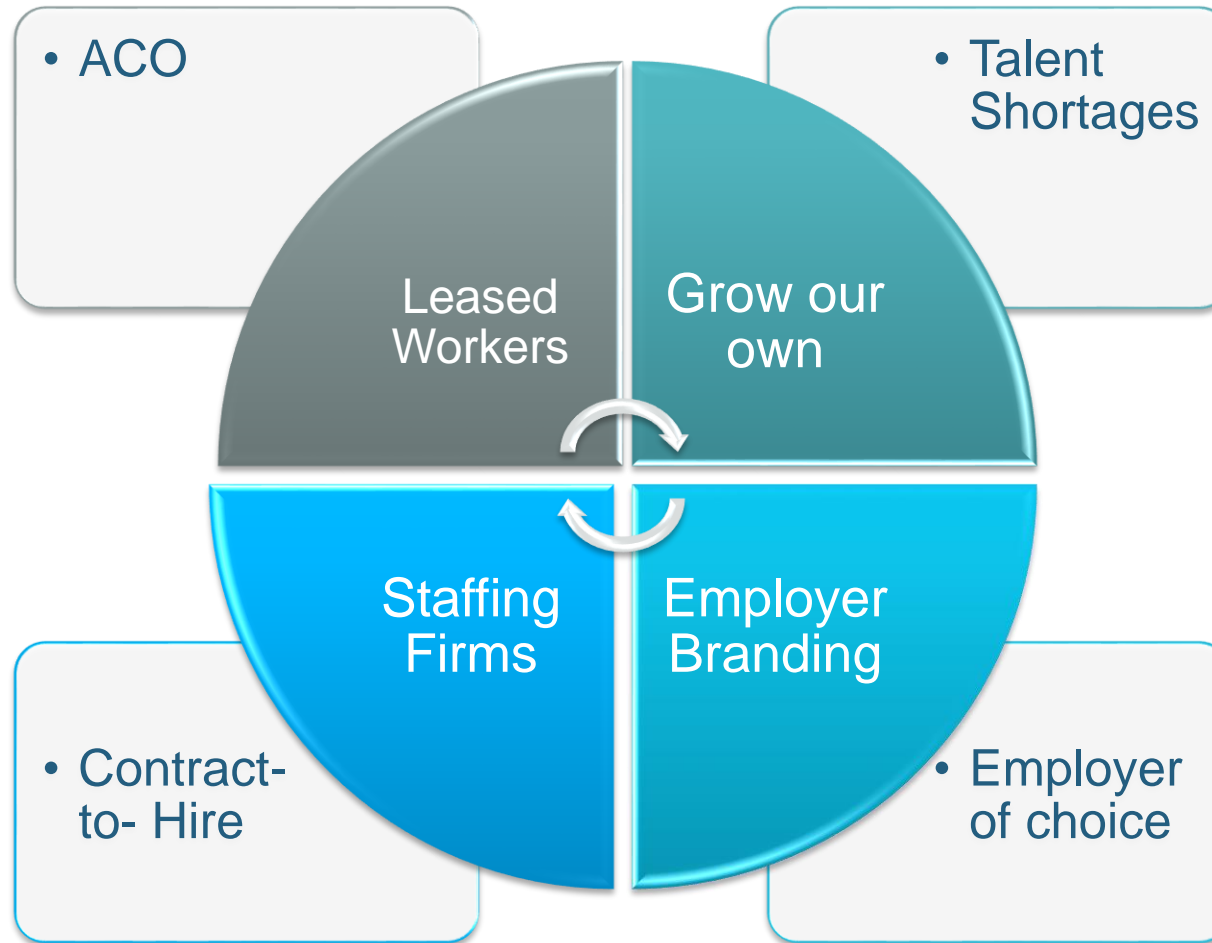 • ACO
• Talent
Shortages
Leased
Workers
Grow our
own
Staffing
Firms
Employer
Branding
• Contract-
to- Hire
• Employer
of choice